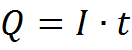 Q = I · t